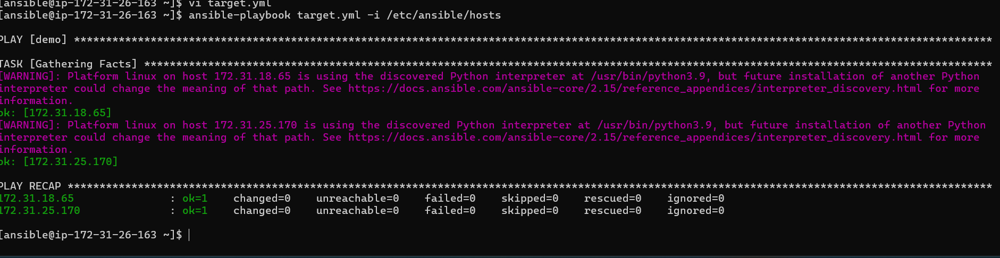 [ansible@ip-172-31-26-163 ~]$ vi target.yml
[ansible@ip-172-31-26-163 ~]$ ansible-playbook target.yml -i /etc/ansible/hosts
PLAY [demo] ************************************************************************************************************************************************
TASK [Gathering Facts] *************************************************************************************************************************************
[WARNING]: Platform linux on host 172.31.18.65 is using the discovered Python interpreter at /usr/bin/python3.9, but future installation of another Python
interpreter could change the meaning of that path. See https://docs.ansible.com/ansible-core/2.15/reference_appendices/interpreter_discovery.html for more
information.
ok: [172.31.18.65]
[WARNING]: Platform linux on host 172.31.25.170 is using the discovered Python interpreter at /usr/bin/python3.9, but future installation of another Python
interpreter could change the meaning of that path. See https://docs.ansible.com/ansible-core/2.15/reference_appendices/interpreter_discovery.html for more
information.
ok: [172.31.25.170]
PLAY RECAP *************************************************************************************************************************************************
172.31.18.65               : ok=1    changed=0    unreachable=0    failed=0    skipped=0    rescued=0    ignored=0
172.31.25.170              : ok=1    changed=0    unreachable=0    failed=0    skipped=0    rescued=0    ignored=0
[ansible@ip-172-31-26-163 ~]$